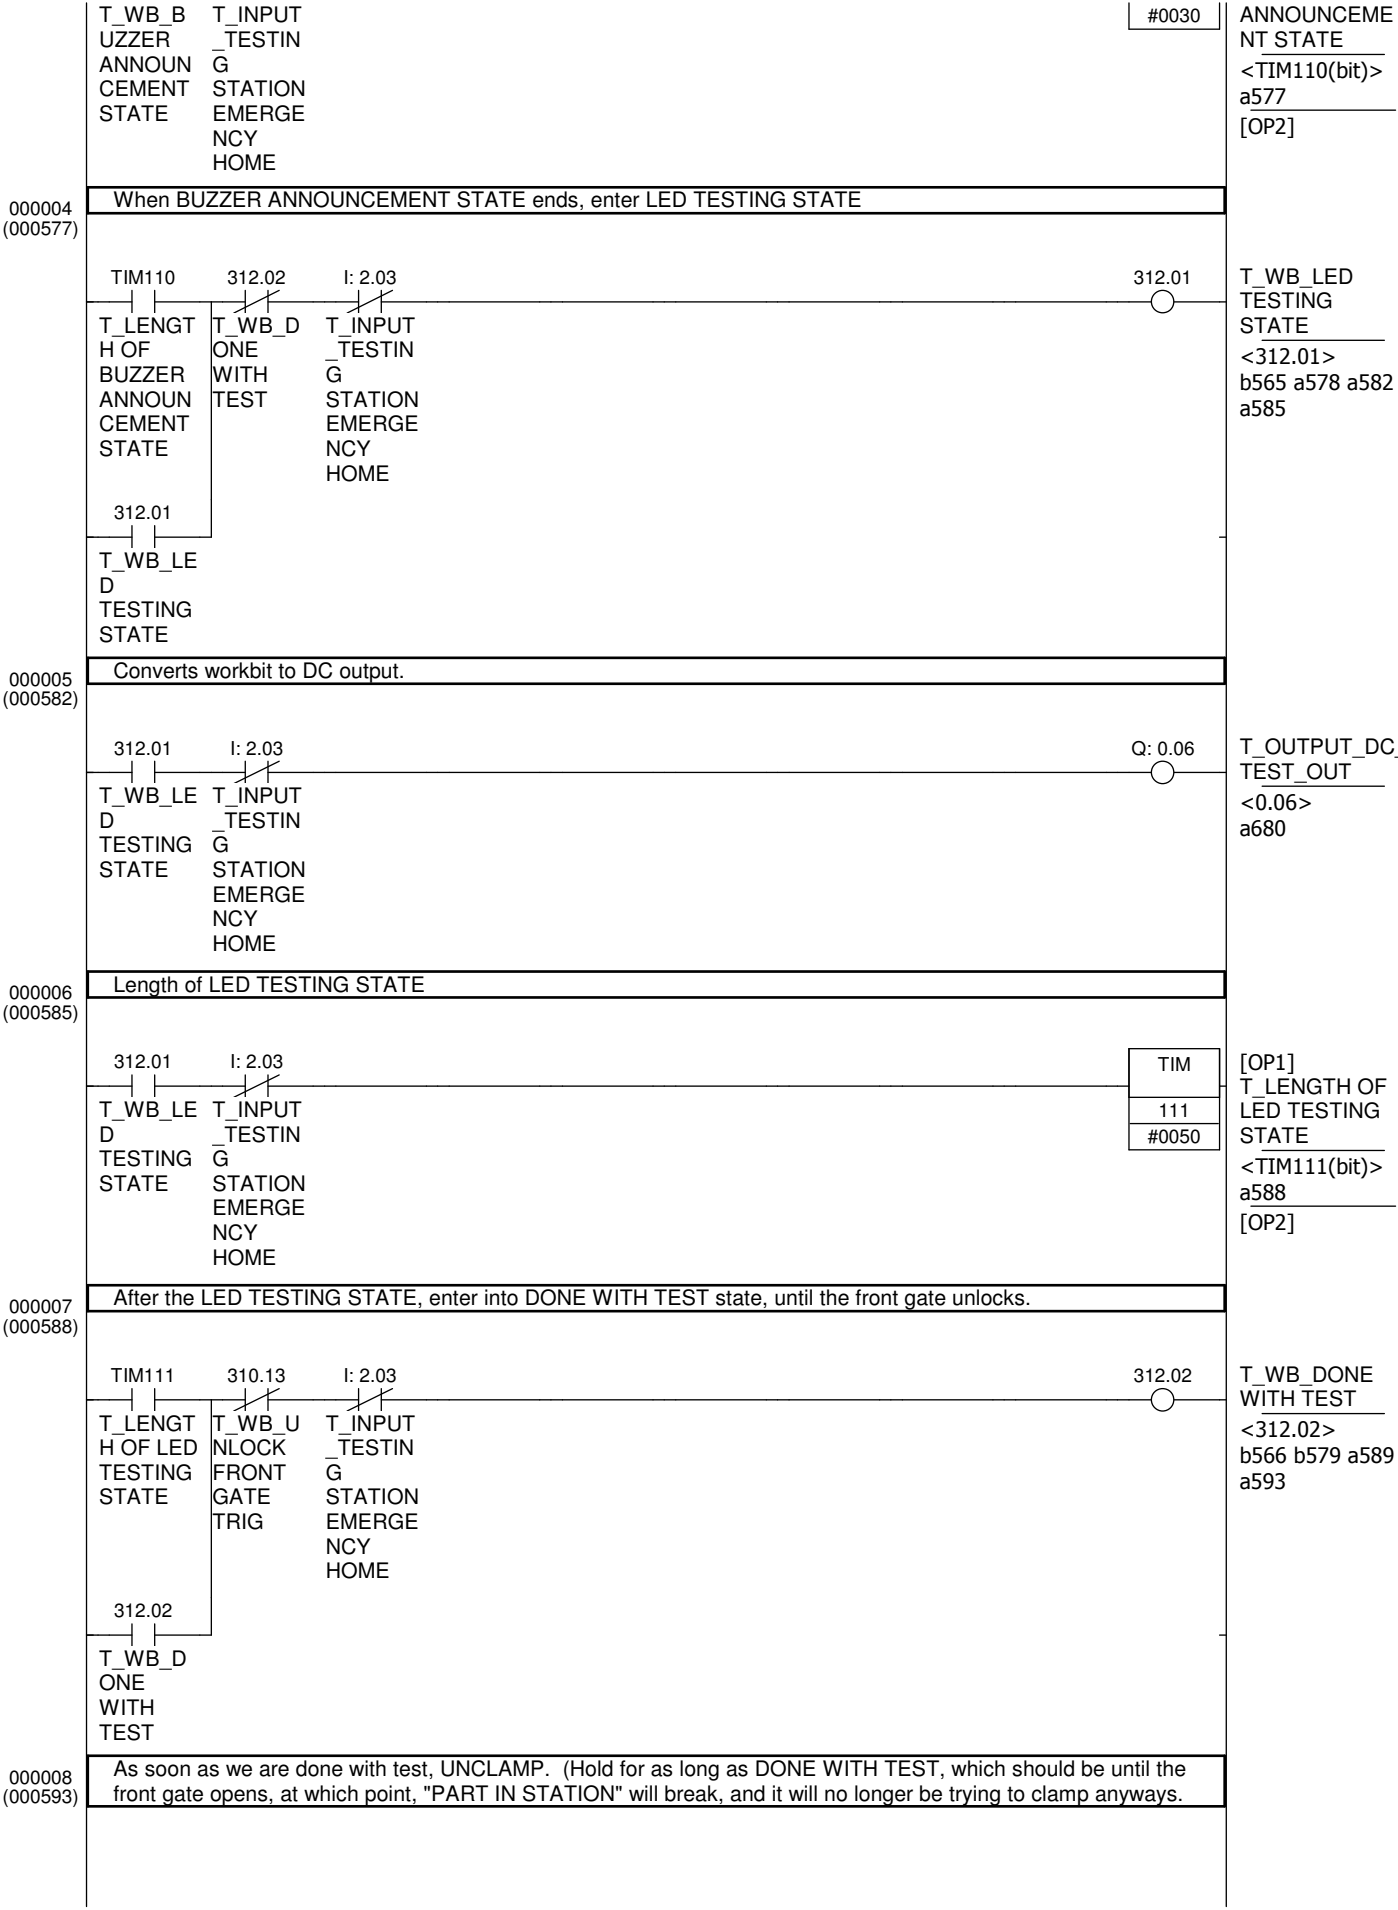 T_WB_B
UZZER
ANNOUN
CEMENT
STATE
T_INPUT
_TESTIN
G
STATION
EMERGE
NCY
HOME
#0030
ANNOUNCEME
NT STATE
<TIM110(bit)>
a577
[OP2]
000004
(000577)
When BUZZER ANNOUNCEMENT STATE ends, enter LED TESTING STATE
TIM110
T_LENGT
H OF
BUZZER
ANNOUN
CEMENT
STATE
312.02
T_WB_D
ONE
WITH
TEST
I: 2.03
T_INPUT
_TESTIN
G
STATION
EMERGE
NCY
HOME
312.01
T_WB_LED
TESTING
STATE
<312.01>
b565 a578 a582
a585
312.01
T_WB_LE
D
TESTING
STATE
000005
(000582)
Converts workbit to DC output.
312.01
T_WB_LE
D
TESTING
STATE
I: 2.03
T_INPUT
_TESTIN
G
STATION
EMERGE
NCY
HOME
Q: 0.06
T_OUTPUT_DC_
TEST_OUT
<0.06>
a680
000006
(000585)
Length of LED TESTING STATE
312.01
T_WB_LE
D
TESTING
STATE
I: 2.03
T_INPUT
_TESTIN
G
STATION
EMERGE
NCY
HOME
TIM
111
#0050
[OP1]
T_LENGTH OF
LED TESTING
STATE
<TIM111(bit)>
a588
[OP2]
000007
(000588)
After the LED TESTING STATE, enter into DONE WITH TEST state, until the front gate unlocks.
TIM111
T_LENGT
H OF LED
TESTING
STATE
310.13
T_WB_U
NLOCK
FRONT
GATE
TRIG
I: 2.03
T_INPUT
_TESTIN
G
STATION
EMERGE
NCY
HOME
312.02
T_WB_DONE
WITH TEST
<312.02>
b566 b579 a589
a593
312.02
T_WB_D
ONE
WITH
TEST
000008
(000593)
As soon as we are done with test, UNCLAMP.  (Hold for as long as DONE WITH TEST, which should be until the
front gate opens, at which point, "PART IN STATION" will break, and it will no longer be trying to clamp anyways.